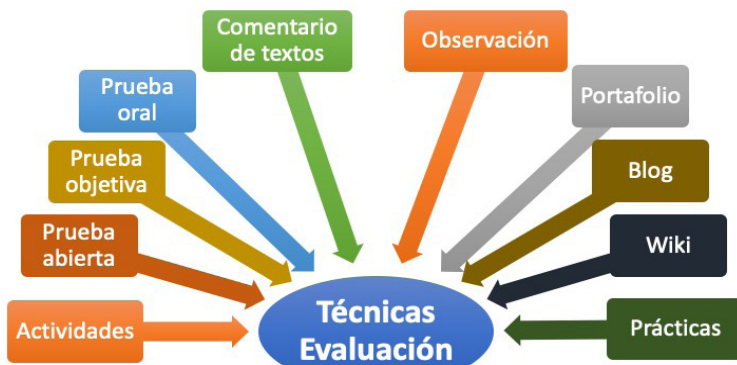 Comentario
de textos
Observación
Prueba
oral
Portafolio
Prueba
objetiva
Blog
Prueba
abierta
Wiki
Actividades
Técnicas
Evaluación
Prácticas